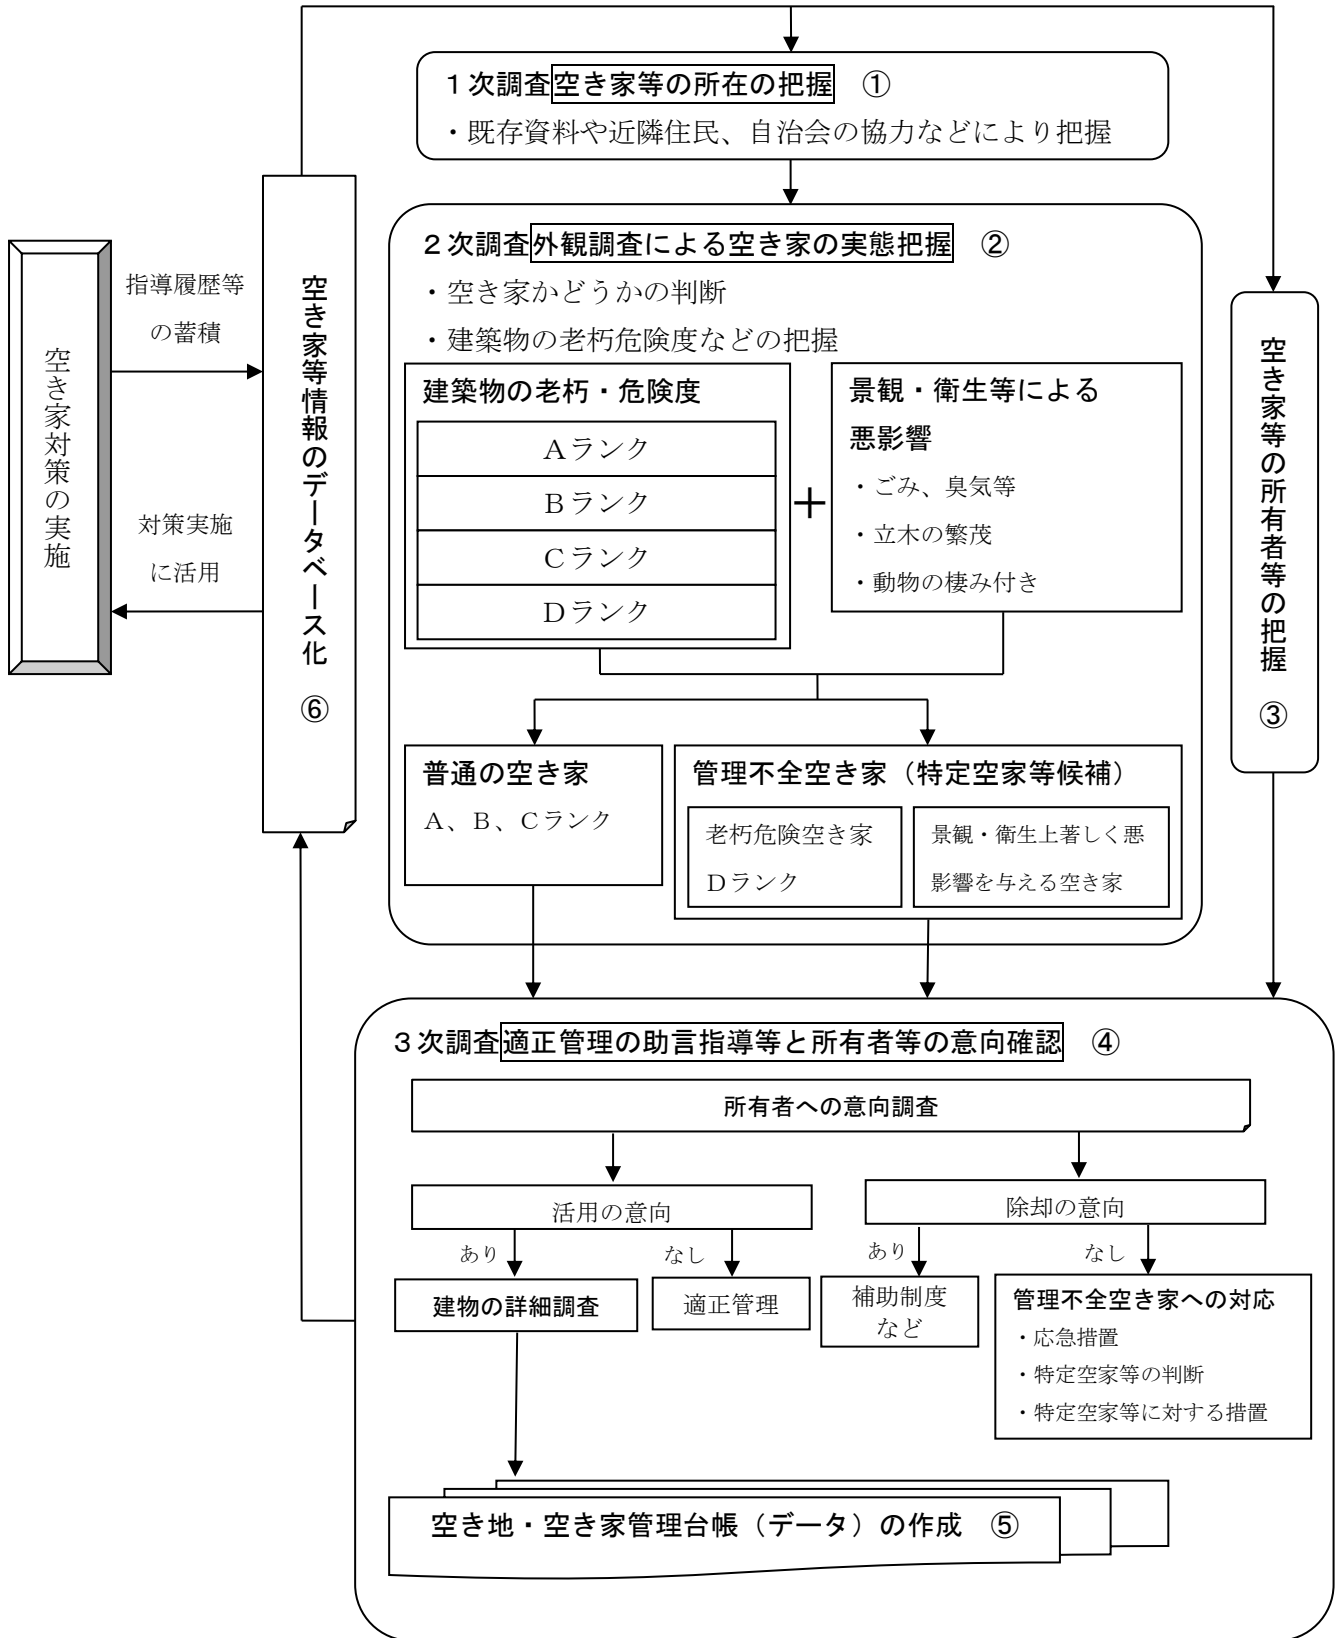 １次調査空き家等の所在の把握　①
・既存資料や近隣住民、自治会の協力などにより把握
２次調査外観調査による空き家の実態把握　②
・空き家かどうかの判断
・建築物の老朽危険度などの把握
建築物の老朽・危険度
Ａランク
Ｂランク
Ｃランク
Ｄランク
＋
景観・衛生等による
悪影響
・ごみ、臭気等
・立木の繁茂
・動物の棲み付き
普通の空き家
Ａ、Ｂ、Ｃランク
管理不全空き家（特定空家等候補）
老朽危険空き家
Ｄランク
景観・衛生上著しく悪
影響を与える空き家
空き家等の所有者等の把握　③
３次調査適正管理の助言指導等と所有者等の意向確認　④
所有者への意向調査
活用の意向
あり
なし
建物の詳細調査
適正管理
除却の意向
あり
なし
補助制度
など
管理不全空き家への対応
・応急措置
・特定空家等の判断
・特定空家等に対する措置
空き地・空き家管理台帳（データ）の作成　⑤
空き家等情報のデータベース化　⑥
指導履歴等
の蓄積
対策実施
に活用
空き家対策の実施